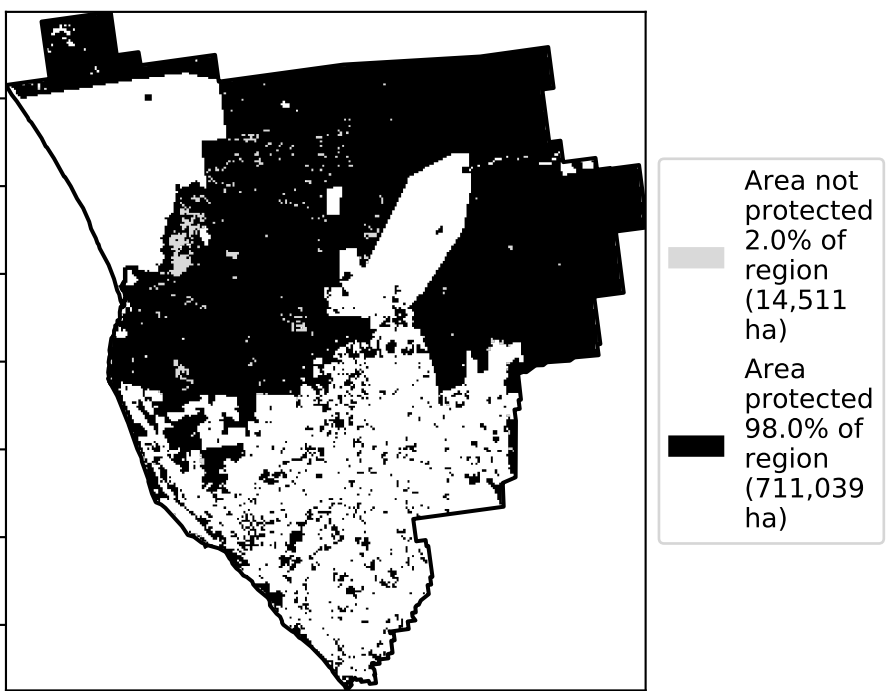 Area not
protected
2.0% of
region
(14,511
ha)
Area
protected
98.0% of
region
(711,039
ha)